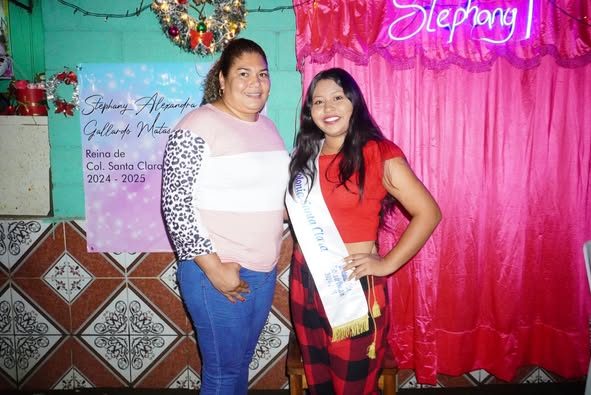 Stephany Alexandra
Gallardo Matas
Reina de
Col. Santa Clara
2024 - 2025
Stephany I
Santa Clara